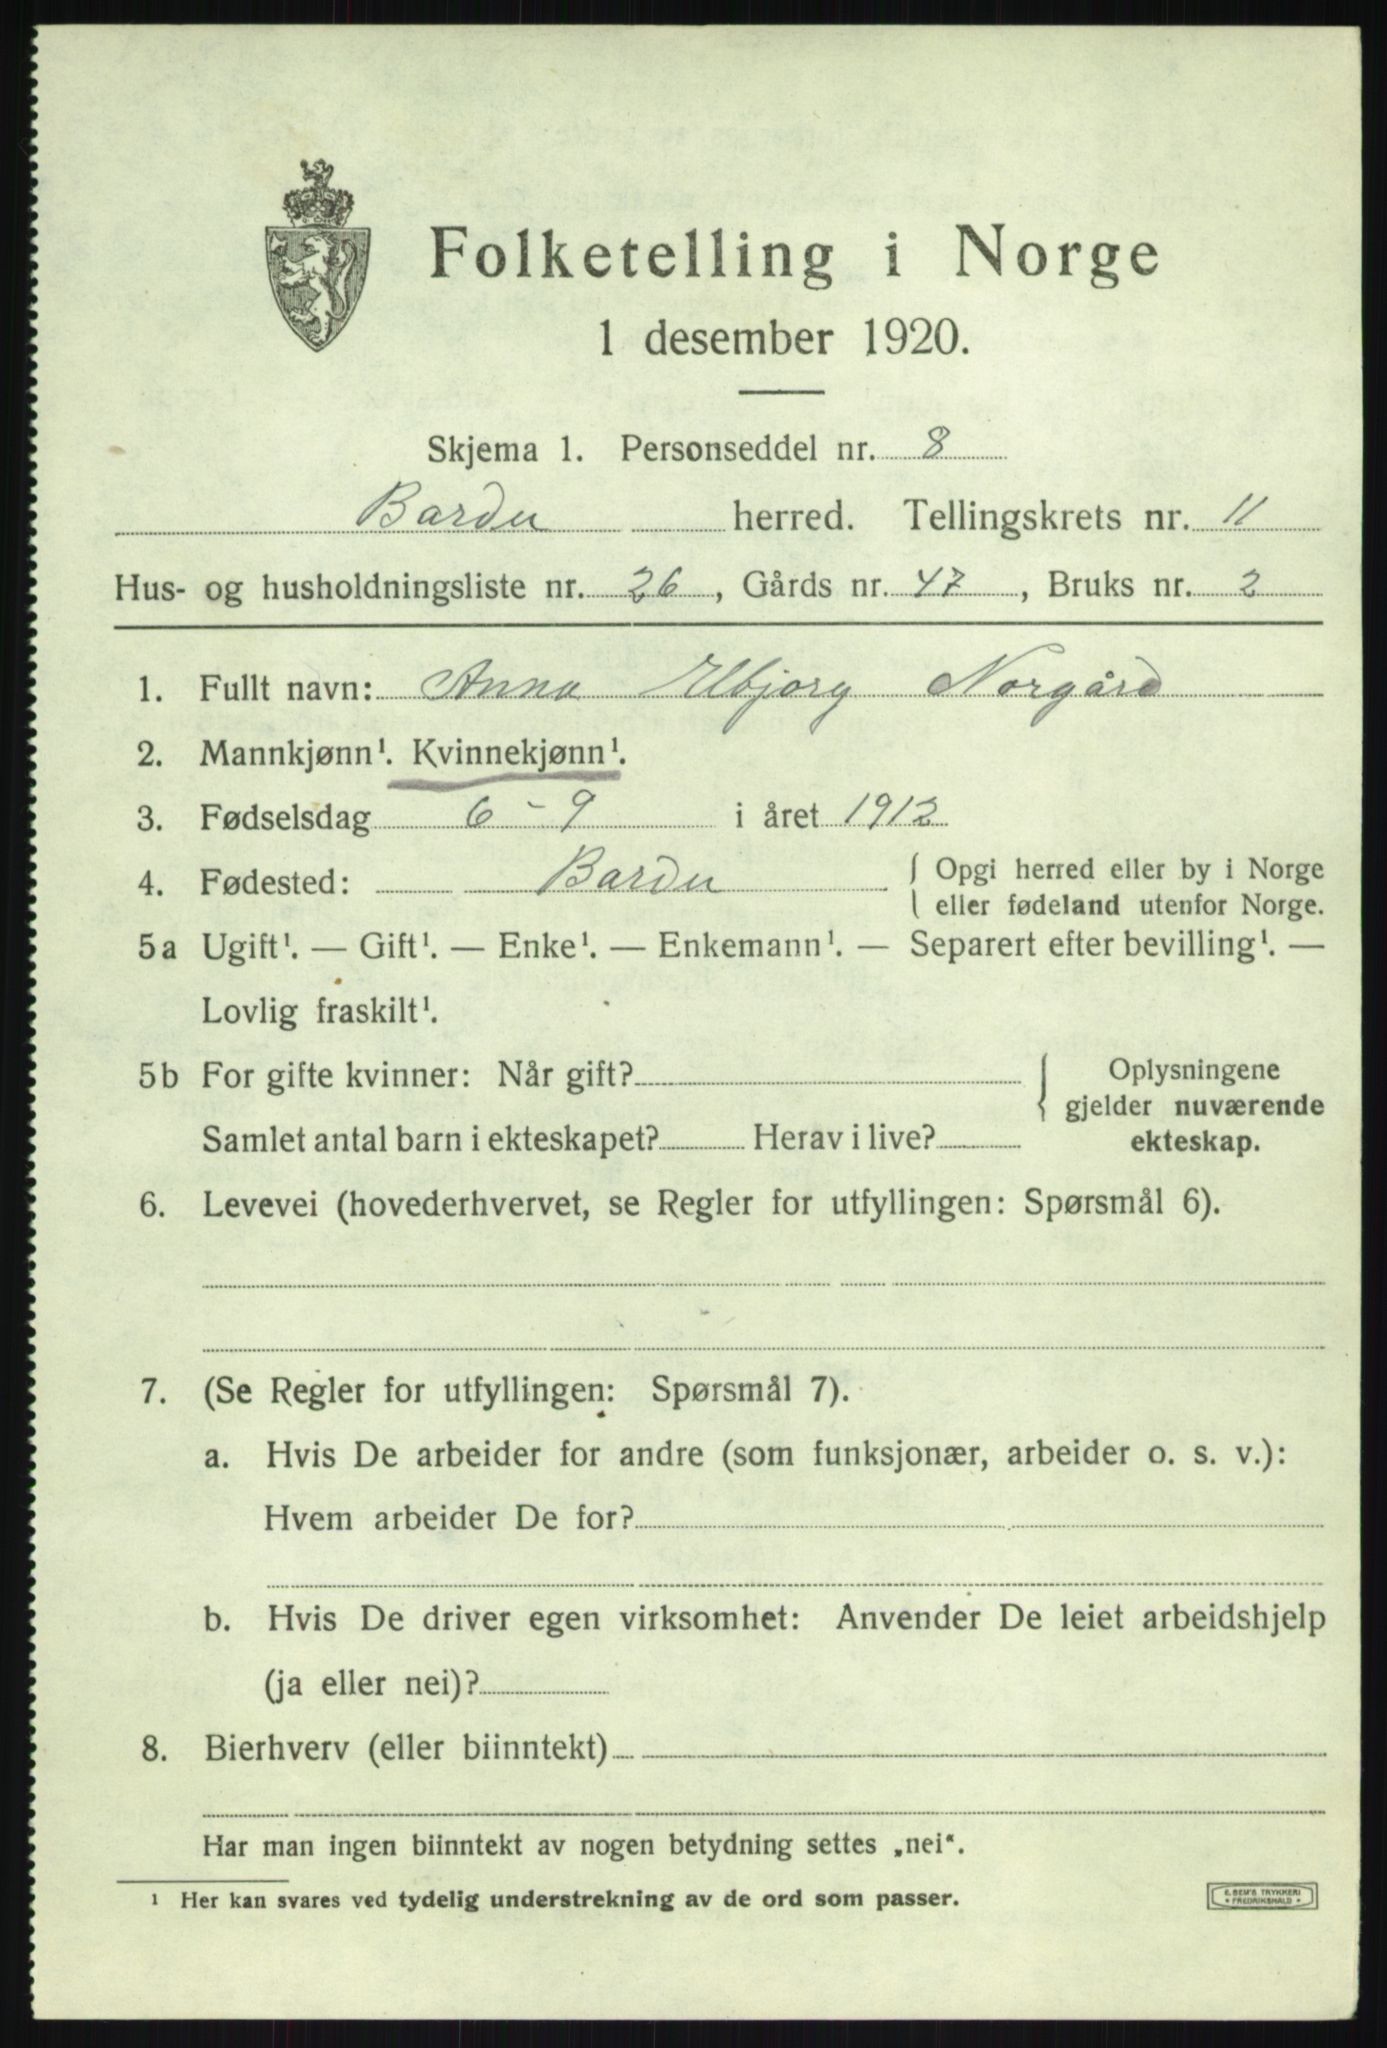 Folketelling i Norge
1 desember 1920.
Skjema 1. Personseddel nr. 8
Bardu herred. Tellingskrets nr. 11
Hus- og husholdningsliste nr. 26, Gårds nr. 47, Bruks nr. 2
1. Fullt navn: Anna Elbjorg Norgård
2. Mannkjønn¹. Kvinnekjønn¹.
3. Fødselsdag 6 - 9 i året 1912
4. Fødested: Bardu { Opgi herred eller by i Norge
eller fødeland utenfor Norge.
5a Ugift¹. — Gift¹. — Enke¹. — Enkemann¹. — Separert efter bevilling¹. —
Lovlig fraskilt¹.
5b For gifte kvinner: Når gift? { Oplysningene
gjelder nuværende
Samlet antal barn i ekteskapet? Herav i live? ekteskap.
6. Levevei (hovederhvervet, se Regler for utfyllingen: Spørsmål 6).
7. (Se Regler for utfyllingen: Spørsmål 7).
a. Hvis De arbeider for andre (som funksjonær, arbeider o. s. v.):
Hvem arbeider De for?
b. Hvis De driver egen virksomhet: Anvender De leiet arbeidshjelp
(ja eller nei)?
8. Bierhverv (eller biinntekt)
Har man ingen biinntekt av nogen betydning settes „nei“.
¹ Her kan svares ved tydelig understrekning av de ord som passer.
E. SEM'S TRYKKERI
FREDRIKSHALD